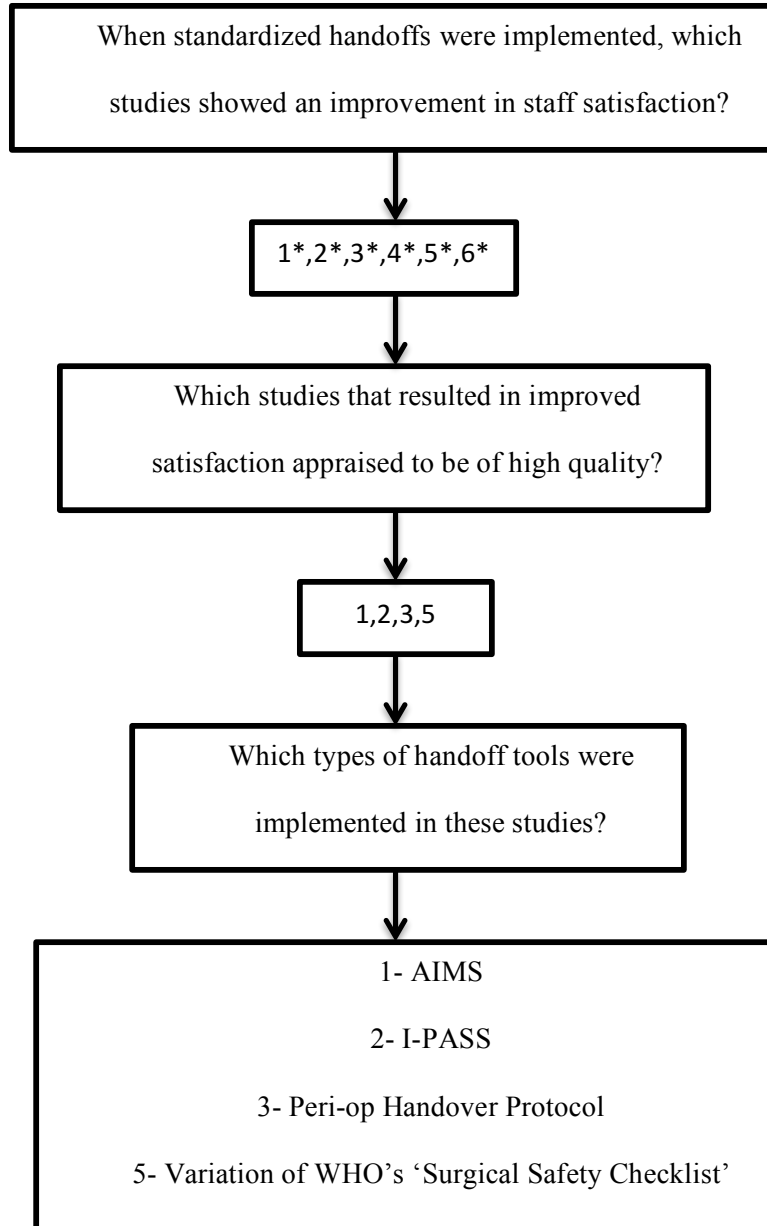 When standardized handoffs were implemented, which
studies showed an improvement in staff satisfaction?
1*,2*,3*,4*,5*,6*
Which studies that resulted in improved
satisfaction appraised to be of high quality?
1,2,3,5
Which types of handoff tools were
implemented in these studies?
1- AIMS
2- I-PASS
3- Peri-op Handover Protocol
5- Variation of WHO’s ‘Surgical Safety Checklist’